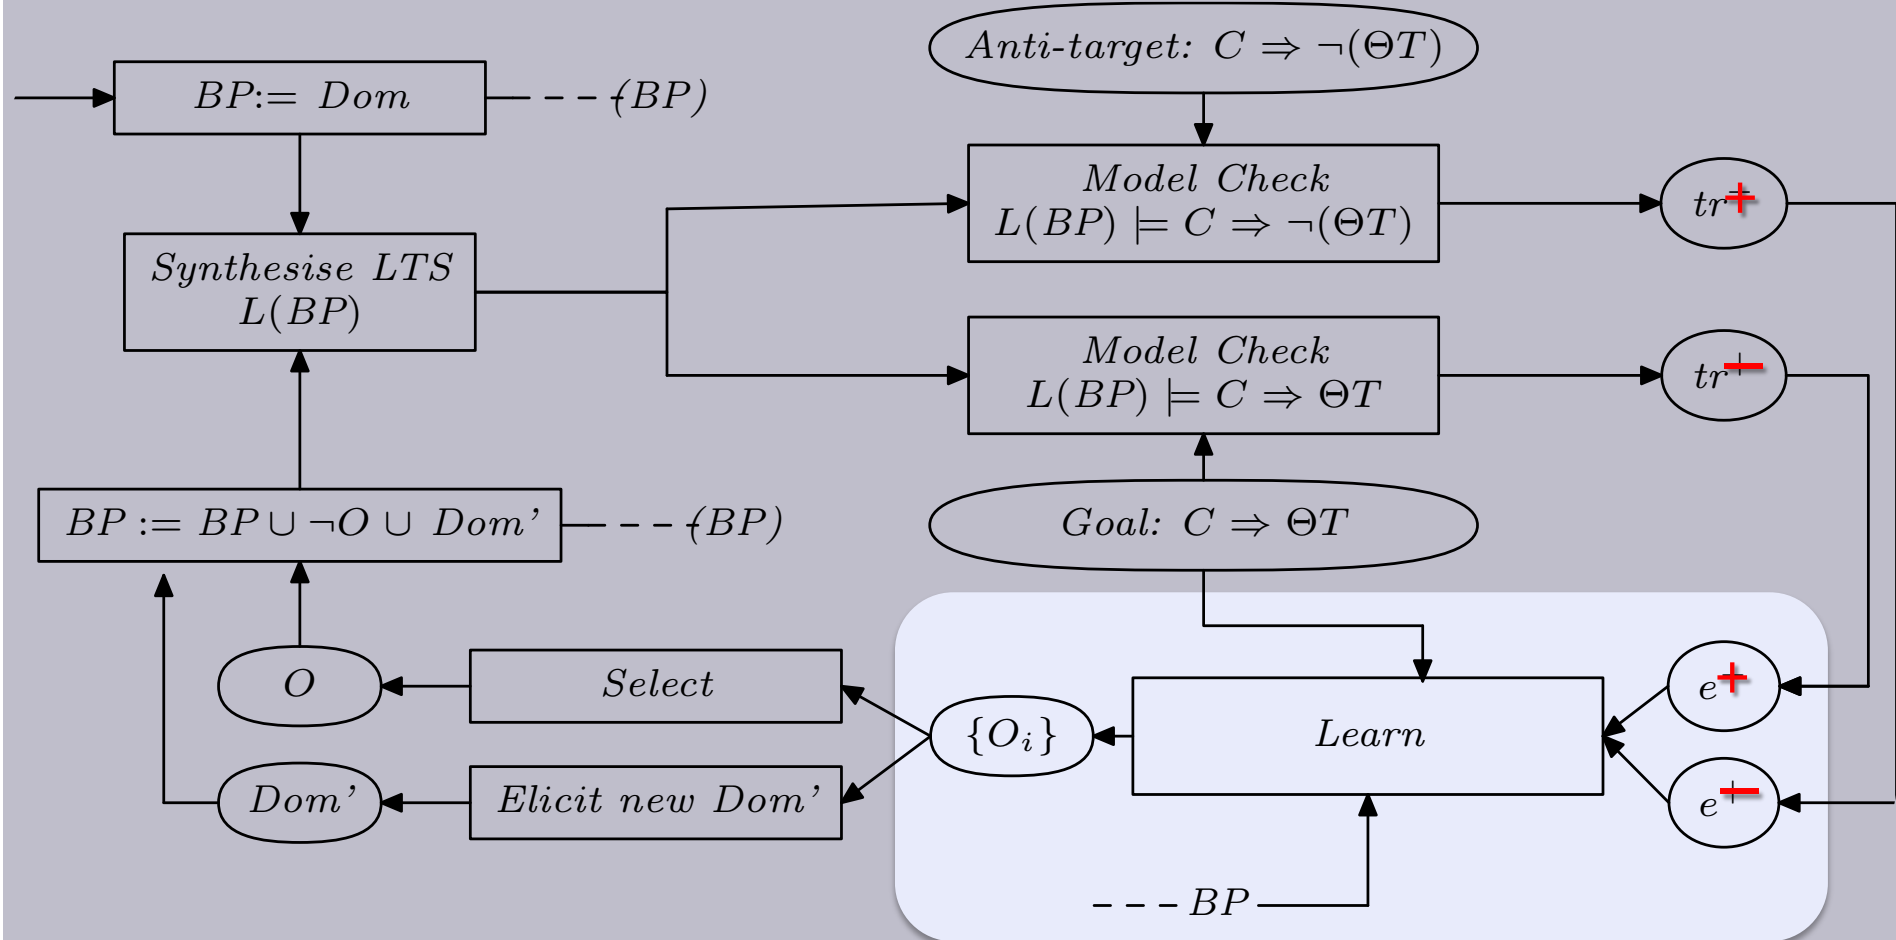 Anti-target: C ⇒ ¬(ΘT)
BP:= Dom
(BP)
Model Check
L(BP) ⊨ C ⇒ ¬(ΘT)
tr+
Synthesise LTS
L(BP)
Model Check
L(BP) ⊨ C ⇒ ΘT
tr−
BP := BP ∪ ¬O ∪ Dom’
(BP)
Goal: C ⇒ ΘT
O
Select
e+
{Oi}
Learn
Dom’
Elicit new Dom’
e−
BP